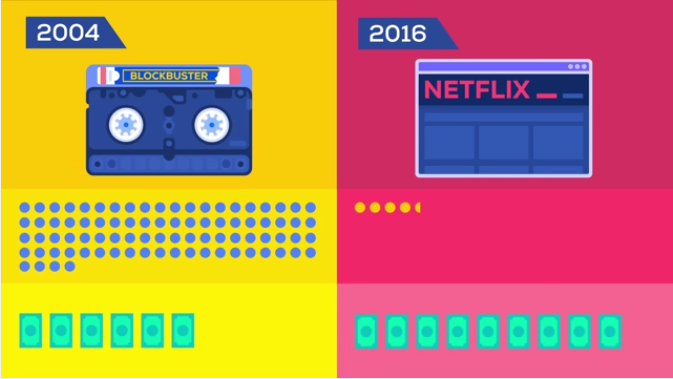 2004
BLOCKBUSTER
2016
NETFLIX